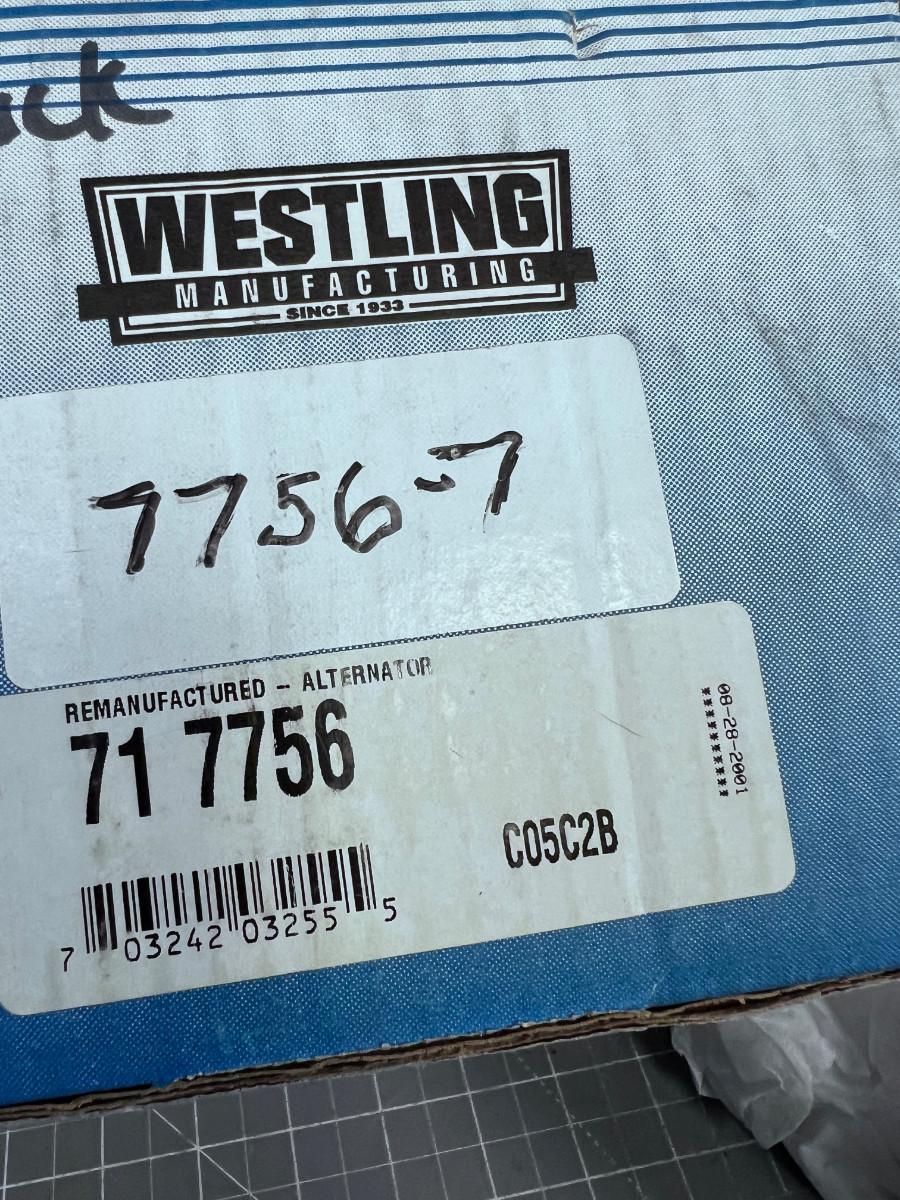 WESTLING
MANUFACTURING
SINCE 1933
7756-7
REMANUFACTURED - ALTERNATOR
71 7756
C05C2B
08-28-2001
**********
7 03242 03255 5